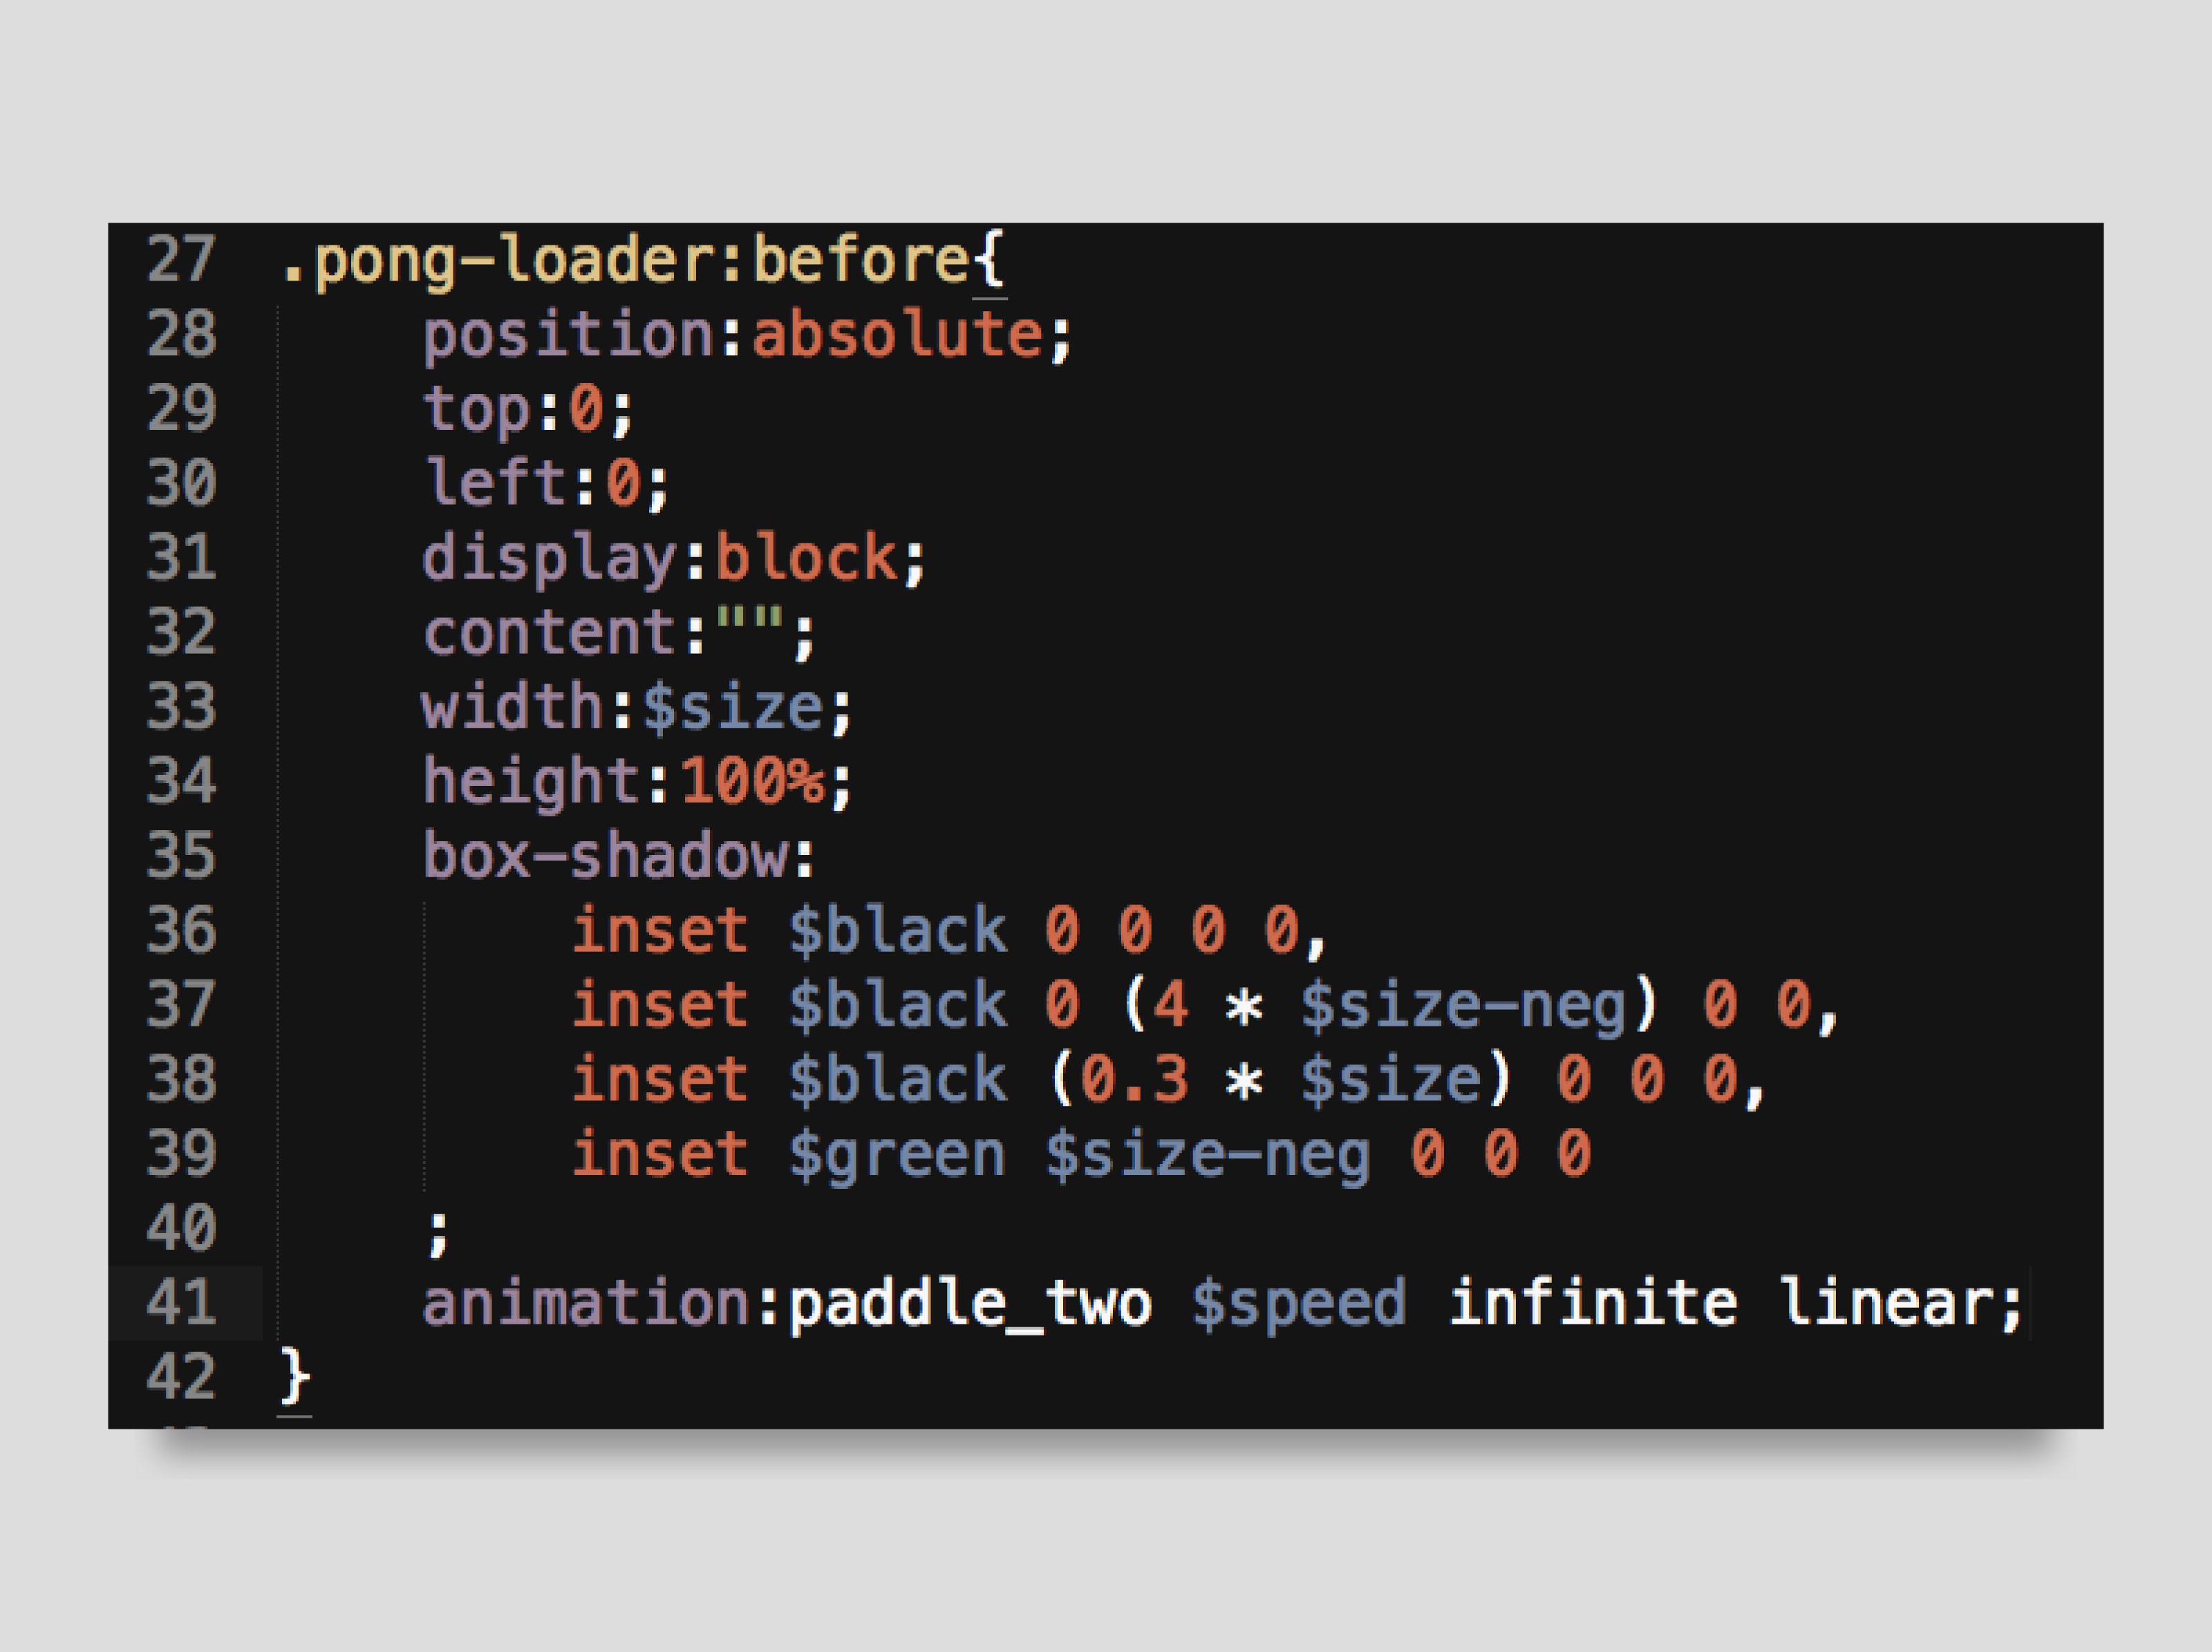 27 .pong-loader:before{
28 position:absolute;
29 top:0;
30 left:0;
31 display:block;
32 content:"";
33 width:$size;
34 height:100%;
35 box-shadow:
36 inset $black 0 0 0 0,
37 inset $black 0 (4 * $size-neg) 0 0,
38 inset $black (0.3 * $size) 0 0 0,
39 inset $green $size-neg 0 0 0
40 ;
41 animation:paddle_two $speed infinite linear;
42 }